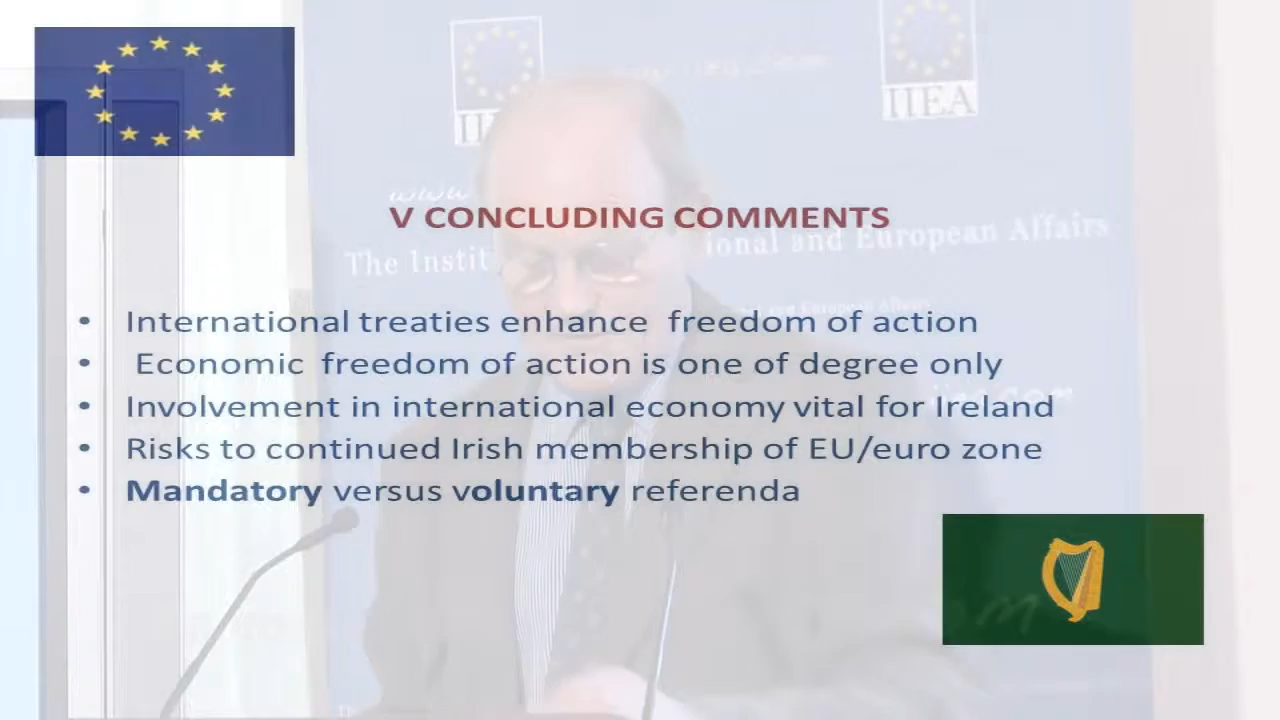 IIEA
www
V CONCLUDING COMMENTS
The Instit ional and European Affairs
• International treaties enhance freedom of action
• Economic freedom of action is one of degree only
• Involvement in international economy vital for Ireland
• Risks to continued Irish membership of EU/euro zone
• Mandatory versus voluntary referenda